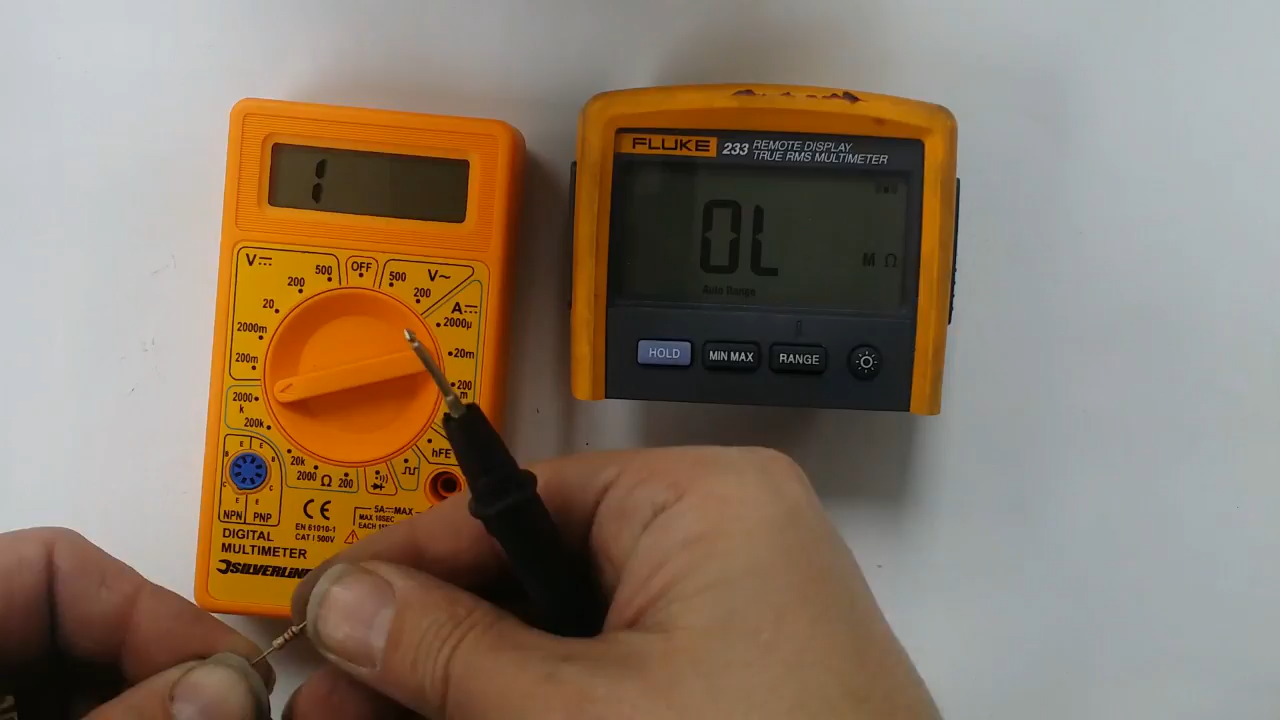 1
V⎓
OFF
V~
500
500
200
200
20
A⎓
2000µ
2000m
20m
200m
200
m
2000
k
200k
20k
hFE
2000
Ω
200
E
E
B
B
C
C
E
E
NPN
PNP
CE
EN 61010-1
CAT I 500V
5A⎓MAX
MAX 10SEC
DIGITAL
MULTIMETER
SILVERLINE
FLUKE
233 REMOTE DISPLAY
TRUE RMS MULTIMETER
OL
M Ω
Auto Range
HOLD
MIN MAX
RANGE